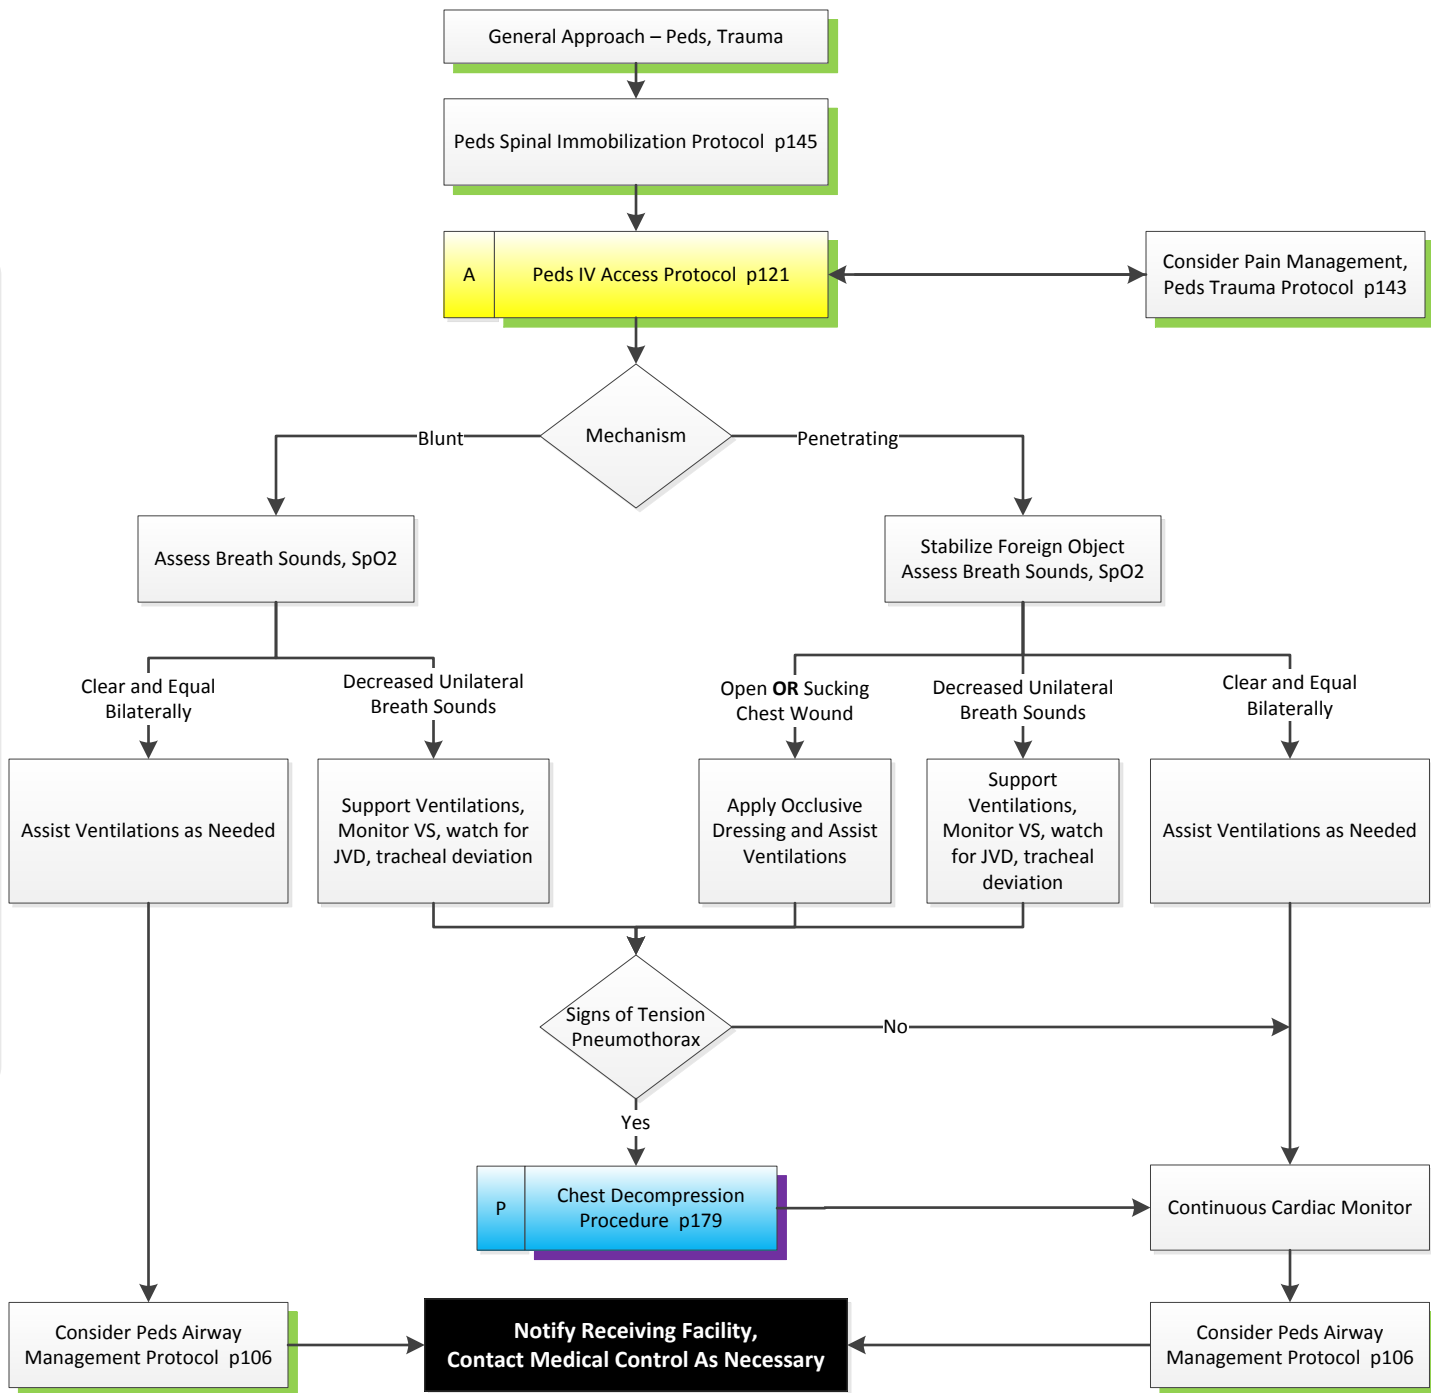 General Approach – Peds, Trauma
Peds Spinal Immobilization Protocol p145
A
Peds IV Access Protocol p121
Consider Pain Management,
Peds Trauma Protocol p143
Mechanism
Blunt
Penetrating
Assess Breath Sounds, SpO2
Stabilize Foreign Object
Assess Breath Sounds, SpO2
Clear and Equal
Bilaterally
Decreased Unilateral
Breath Sounds
Open OR Sucking
Chest Wound
Decreased Unilateral
Breath Sounds
Clear and Equal
Bilaterally
Assist Ventilations as Needed
Support Ventilations,
Monitor VS, watch for
JVD, tracheal deviation
Apply Occlusive
Dressing and Assist
Ventilations
Support
Ventilations,
Monitor VS, watch
for JVD, tracheal
deviation
Assist Ventilations as Needed
Signs of Tension
Pneumothorax
No
Yes
P
Chest Decompression
Procedure p179
Continuous Cardiac Monitor
Consider Peds Airway
Management Protocol p106
Notify Receiving Facility,
Contact Medical Control As Necessary
Consider Peds Airway
Management Protocol p106